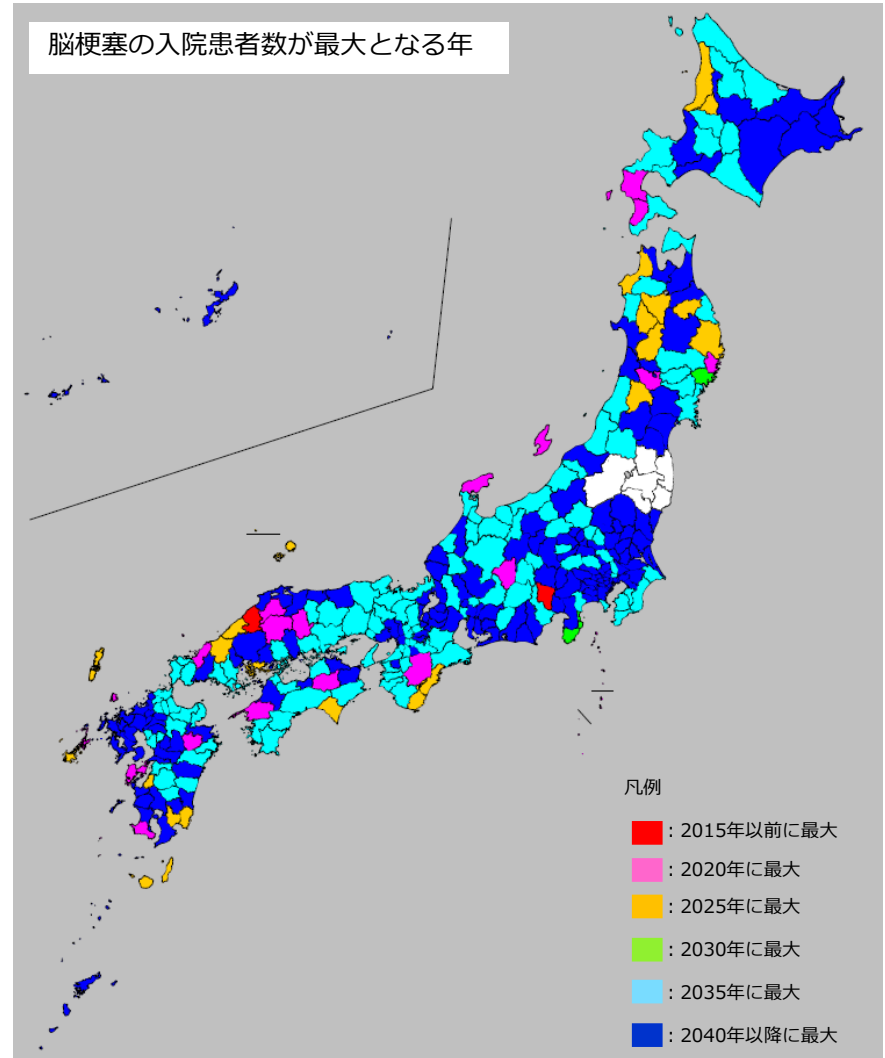 脳梗塞の入院患者数が最大となる年
凡例
：2015年以前に最大
：2020年に最大
：2025年に最大
：2030年に最大
：2035年に最大
：2040年以降に最大